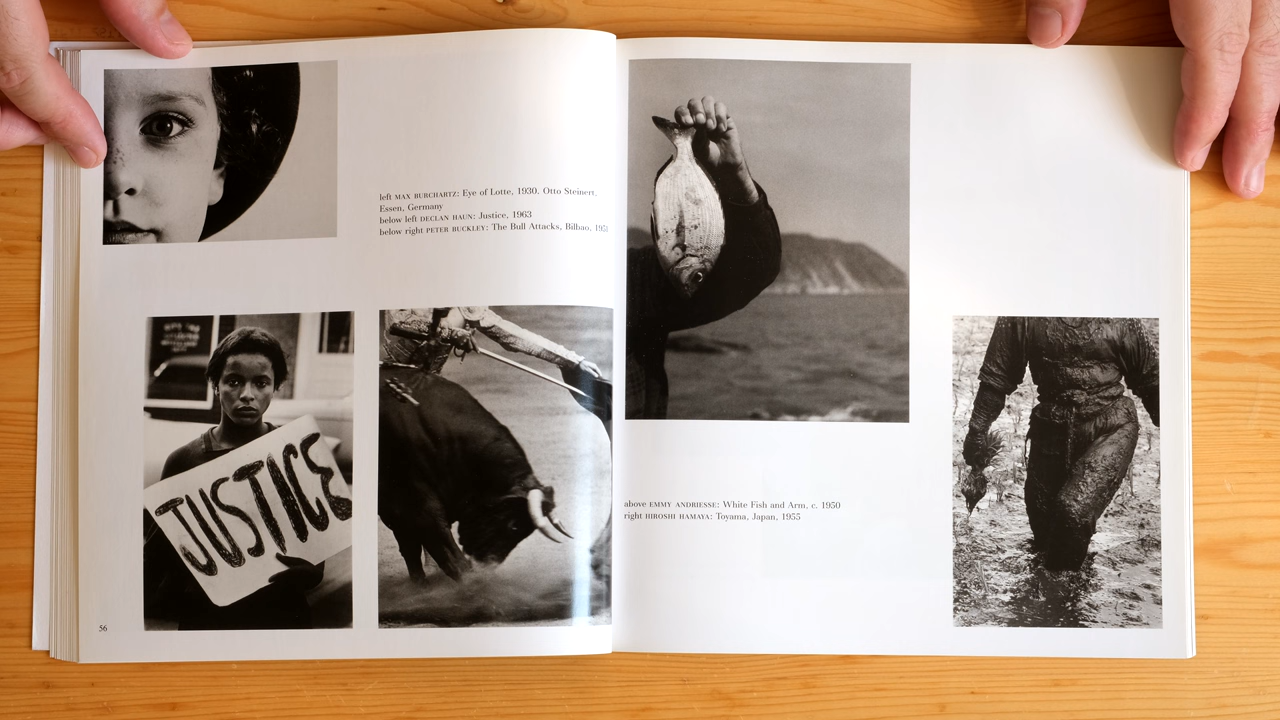 left MAX BURCHARTZ: Eye of Lotte, 1930. Otto Steinert,
Essen, Germany
below left DECLAN HAUN: Justice, 1963
below right PETER BUCKLEY: The Bull Attacks, Bilbao,
JUSTICE
56
above EMMY ANDRIESSE: White Fish and Arm, c. 1950
right HIROSHI HAMAYA: Toyama, Japan, 1955